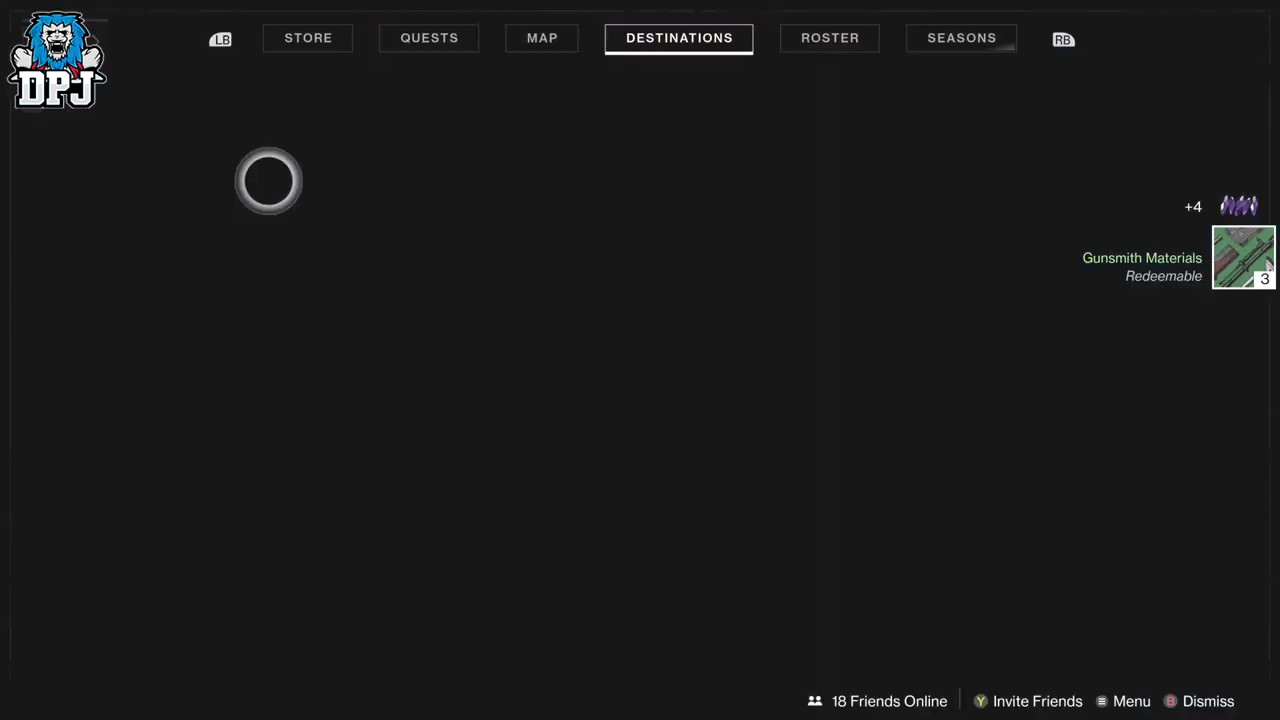 DPJ
LB STORE QUESTS MAP DESTINATIONS ROSTER SEASONS RB
+4
Gunsmith Materials
Redeemable
3
18 Friends Online Y Invite Friends Menu B Dismiss